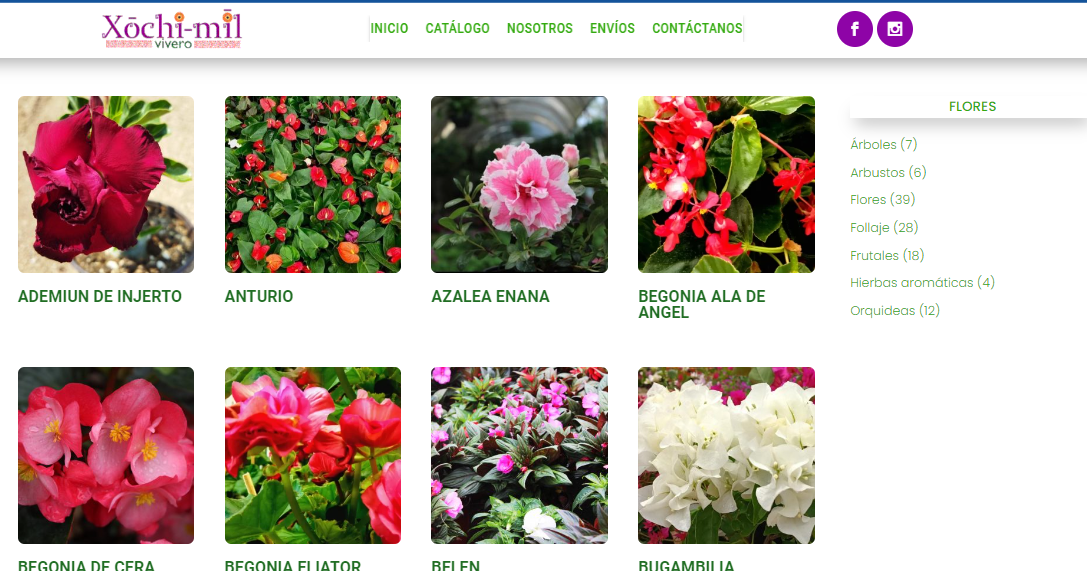 Xōchi-mīl
vivero
INICIO CATÁLOGO NOSOTROS ENVÍOS CONTÁCTANOS
FLORES
Árboles (7)
Arbustos (6)
Flores (39)
Follaje (28)
Frutales (18)
Hierbas aromáticas (4)
Orquideas (12)
ADEMIUN DE INJERTO
ANTURIO
AZALEA ENANA
BEGONIA ALA DE
ANGEL
BEGONIA DE CERA
BEGONIA ELIATOR
BELEN
BUGAMBILIA